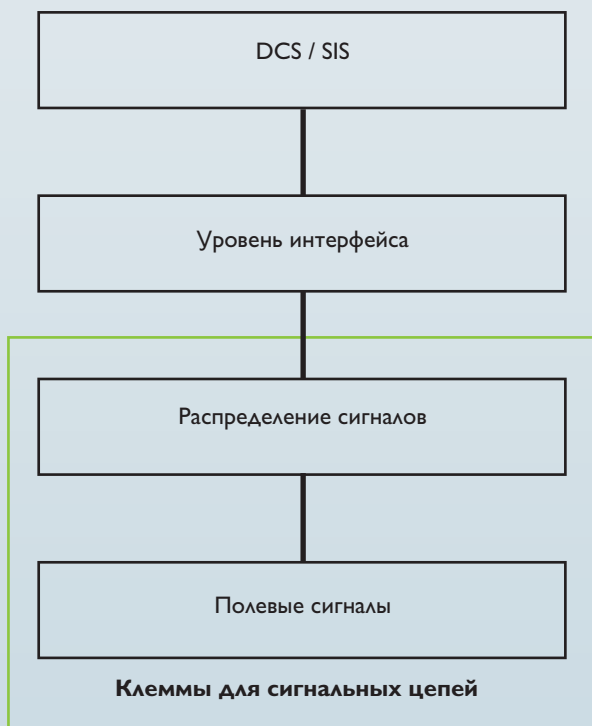 DCS / SIS
Уровень интерфейса
Распределение сигналов
Полевые сигналы
Клеммы для сигнальных цепей